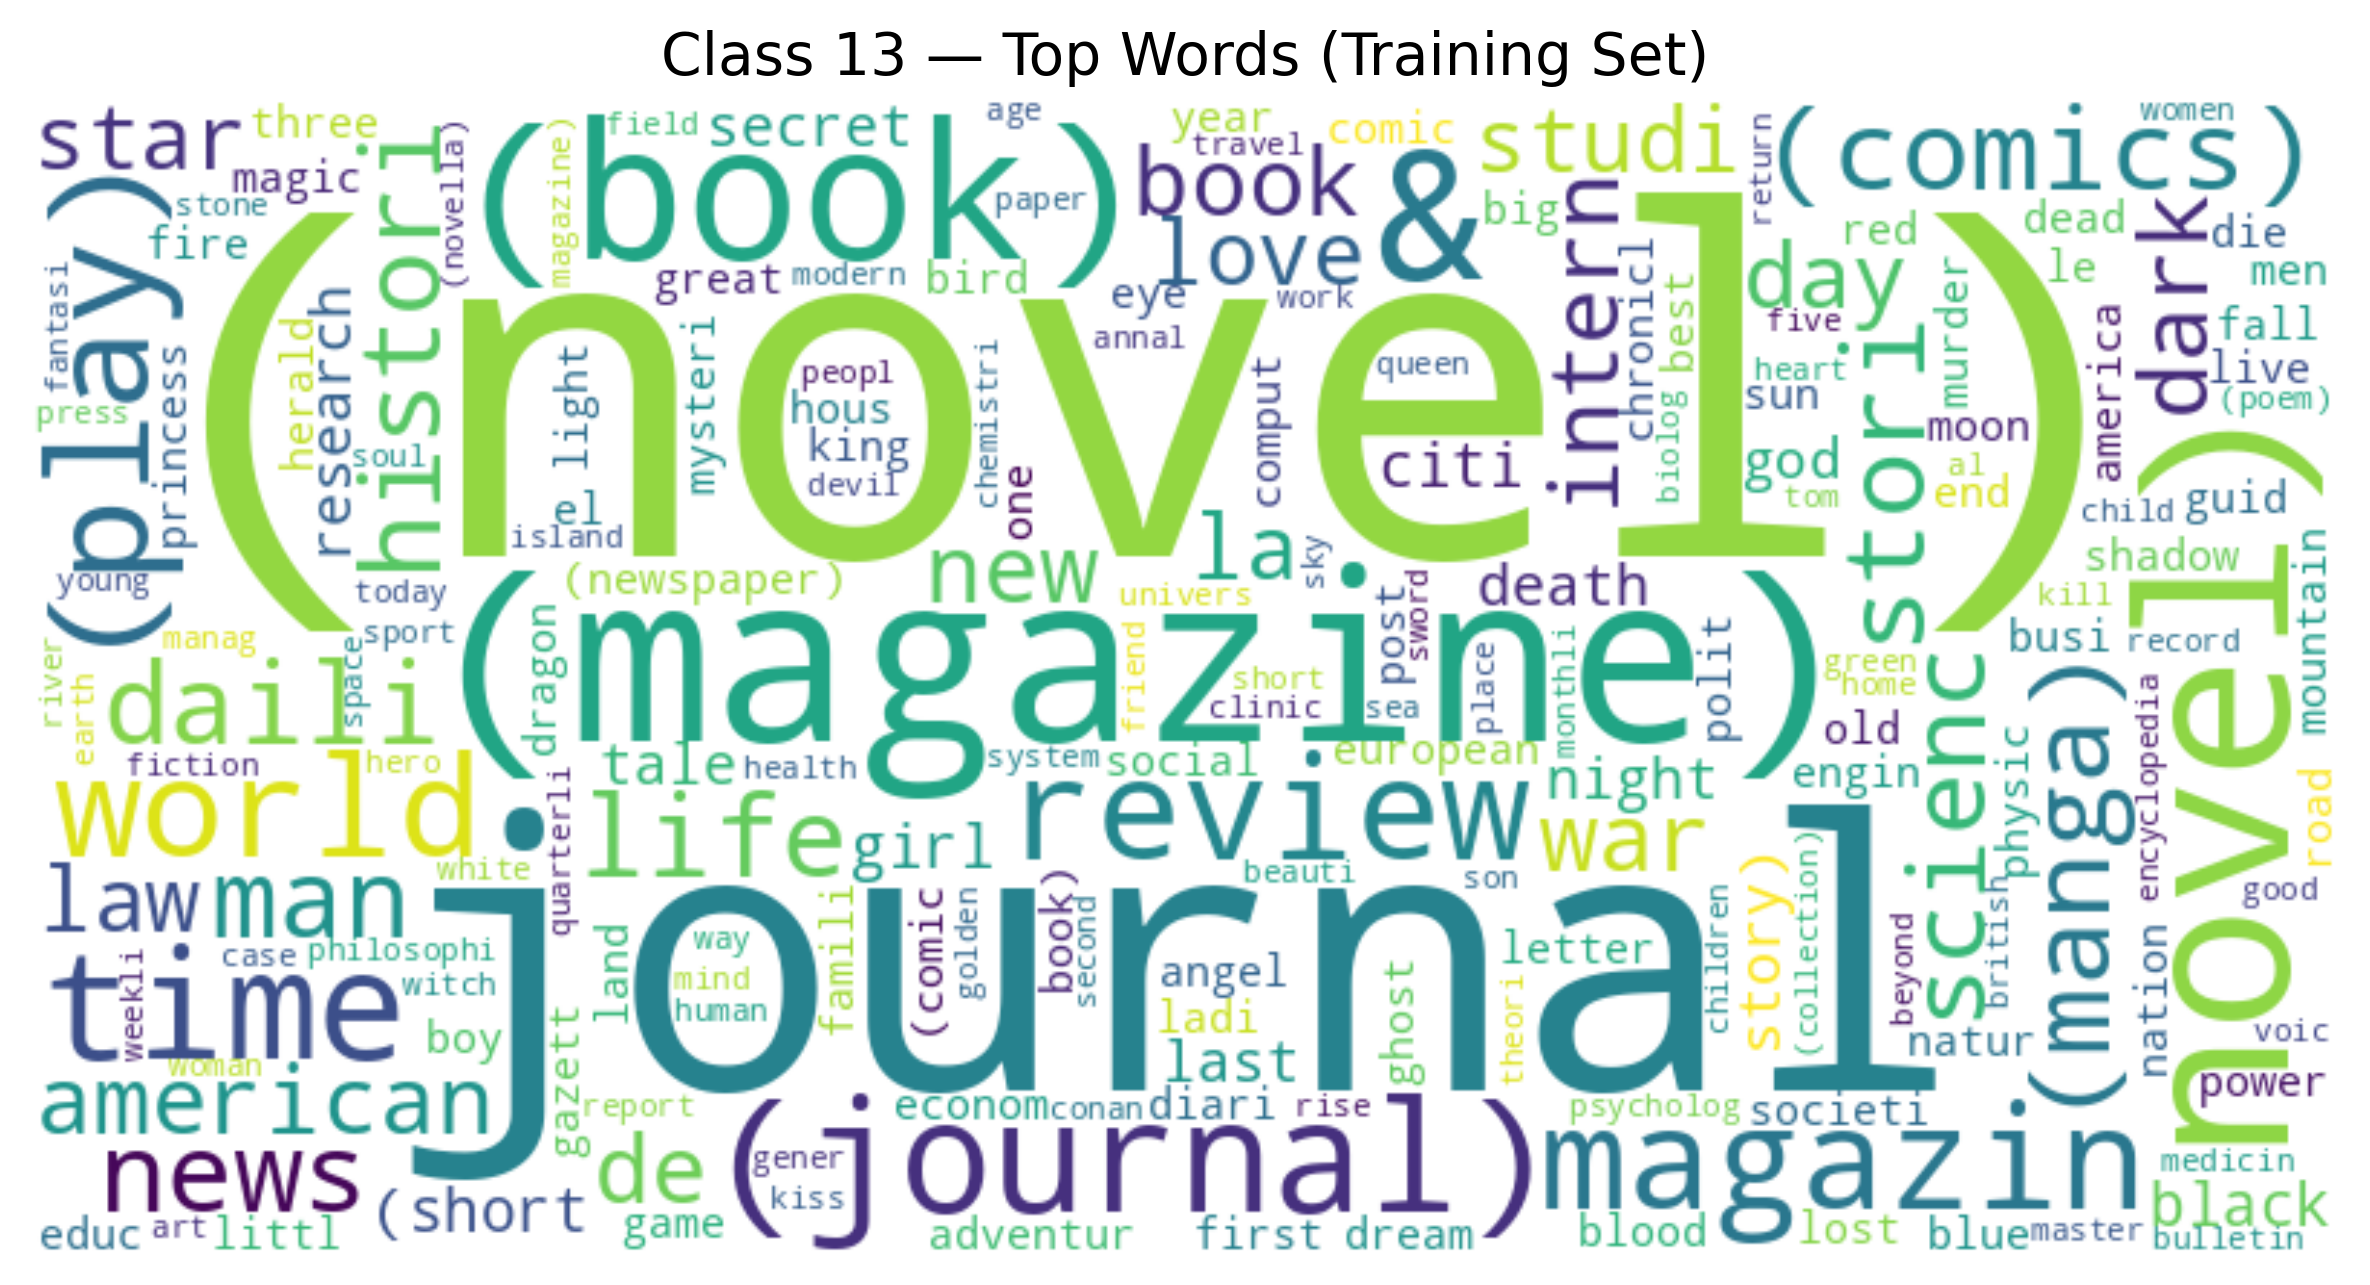 Class 13 — Top Words (Training Set)
star
three
magic
stone
fire
(play)
fantasi
press
princess
herald
research
histori
soul
(novella)
magazine)
field
secret
(book)
age
paper
great
modern
bird
year
travel
comic
book
love
&
eye
work
annal
studi
big
intern
return
(comics)
women
chronicl
best
biolog
day
red
five
heart
sun
god
tom
stori
murder
moon
al
end
dead
le
dark
die
men
fall
live
(poem)
america
child
guid
shadow
kill
mountain
(novel)
el
light
island
mysteri
peopl
hous
king
devil
chemistri
one
comput
queen
citi
young
today
sport
manag
river
earth
daili
space
dragon
(newspaper)
new
la
sky
univers
friend
(magazine)
short
clinic
post
sword
sea
death
place
monthli
polit
green
home
old
busi
record
novel)
world
fiction
hero
tale
health
system
social
european
night
engin
scienc
physic
(manga)
encyclopedia
road
good
law
man
white
quarterli
life
girl
review
beauti
son
war
time
weekli
case
philosophi
witch
boy
woman
land
way
mind
human
famili
(comic
golden
book)
second
angel
ladi
last
ghost
letter
theori
children
story)
(collection)
beyond
british
natur
nation
voic
power
journal
american
gazett
report
econom
conan
diari
rise
psycholog
societi
news
(short
de
gener
kiss
(journal)
magazin
medicin
black
educ
art
littl
game
adventur
first
dream
blood
lost
blue
master
bulletin